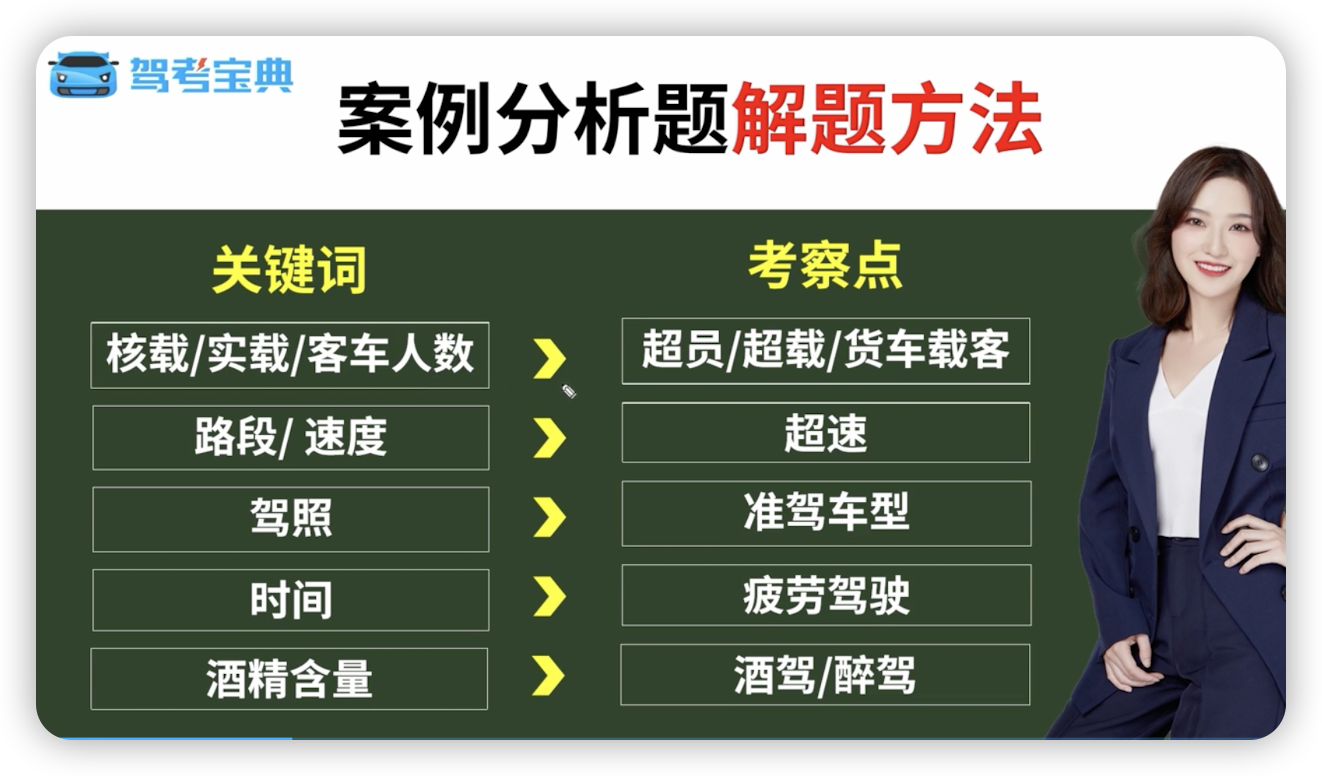 驾考宝典
案例分析题解题方法
关键词
考察点
核载/实载/客车人数
超员/超载/货车载客
路段/ 速度
超速
驾照
准驾车型
时间
疲劳驾驶
酒精含量
酒驾/醉驾